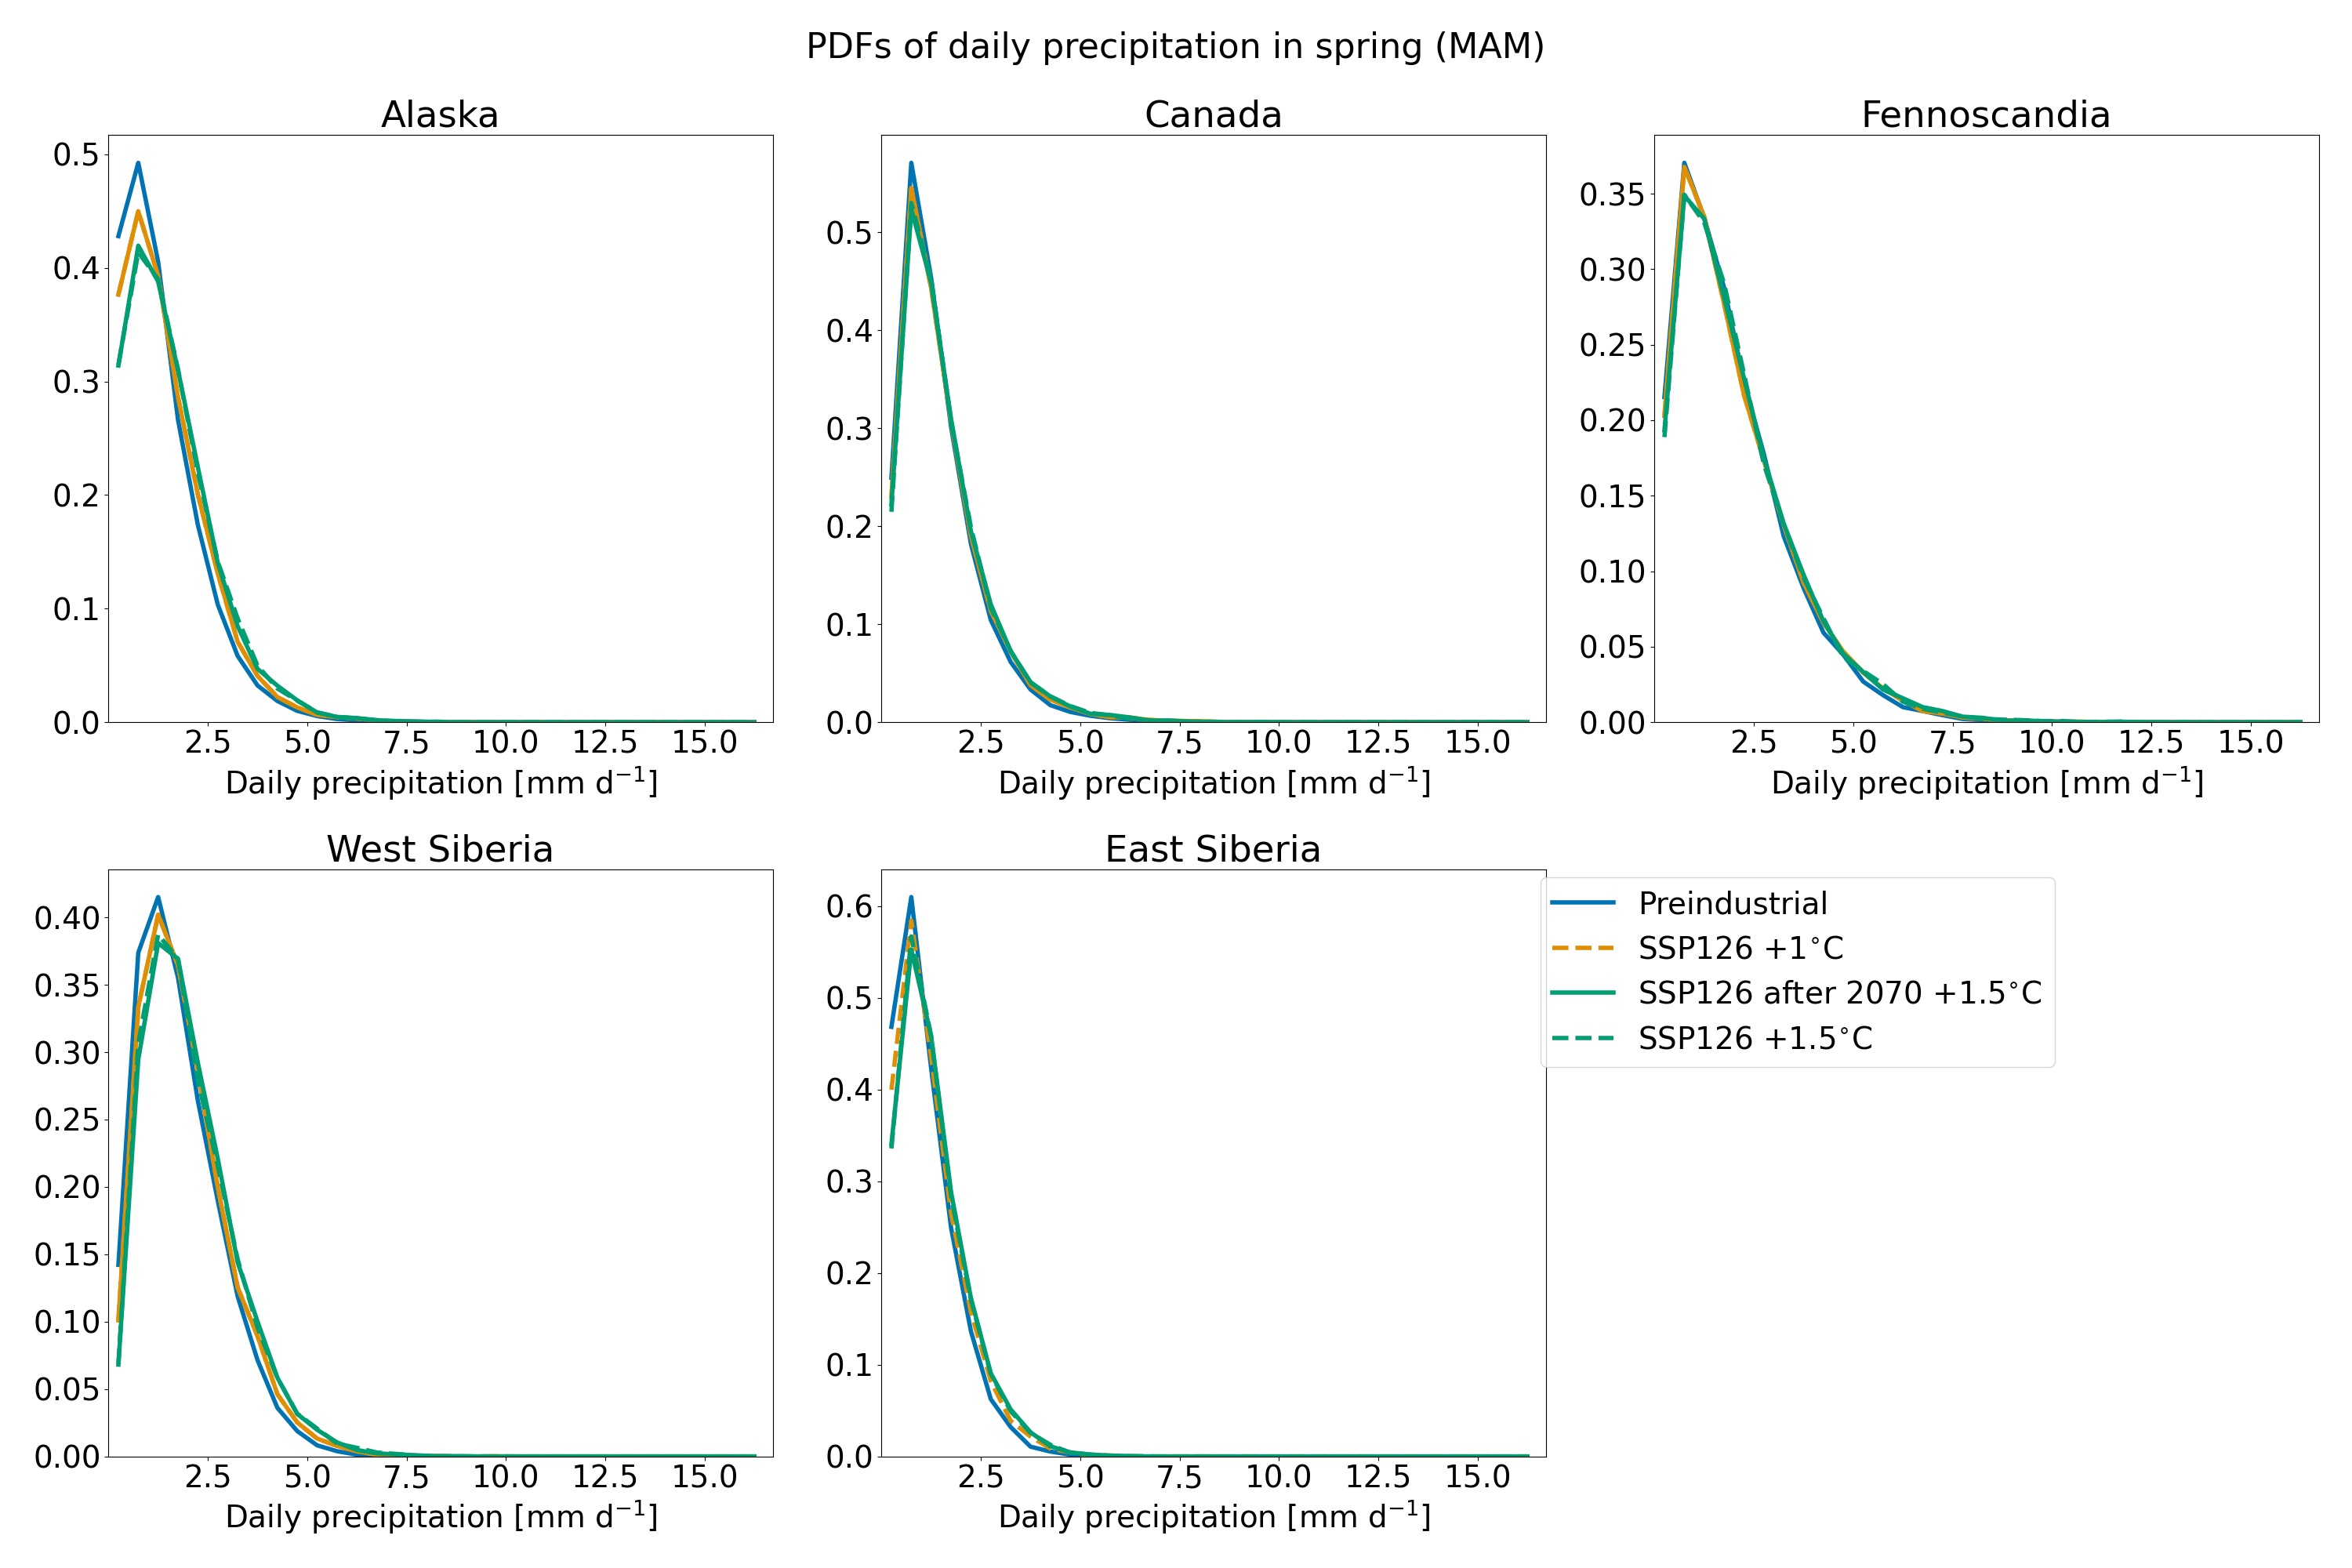 PDFs of daily precipitation in spring (MAM)
Alaska
0.5
0.4
0.3
0.2
0.1
0.0
2.5 5.0 7.5 10.0 12.5 15.0
Daily precipitation [mm d⁻¹]
Canada
0.5
0.4
0.3
0.2
0.1
0.0
2.5 5.0 7.5 10.0 12.5 15.0
Daily precipitation [mm d⁻¹]
Fennoscandia
0.35
0.30
0.25
0.20
0.15
0.10
0.05
0.00
2.5 5.0 7.5 10.0 12.5 15.0
Daily precipitation [mm d⁻¹]
West Siberia
0.40
0.35
0.30
0.25
0.20
0.15
0.10
0.05
0.00
2.5 5.0 7.5 10.0 12.5 15.0
Daily precipitation [mm d⁻¹]
East Siberia
0.6
0.5
0.4
0.3
0.2
0.1
0.0
2.5 5.0 7.5 10.0 12.5 15.0
Daily precipitation [mm d⁻¹]
Preindustrial
SSP126 +1°C
SSP126 after 2070 +1.5°C
SSP126 +1.5°C